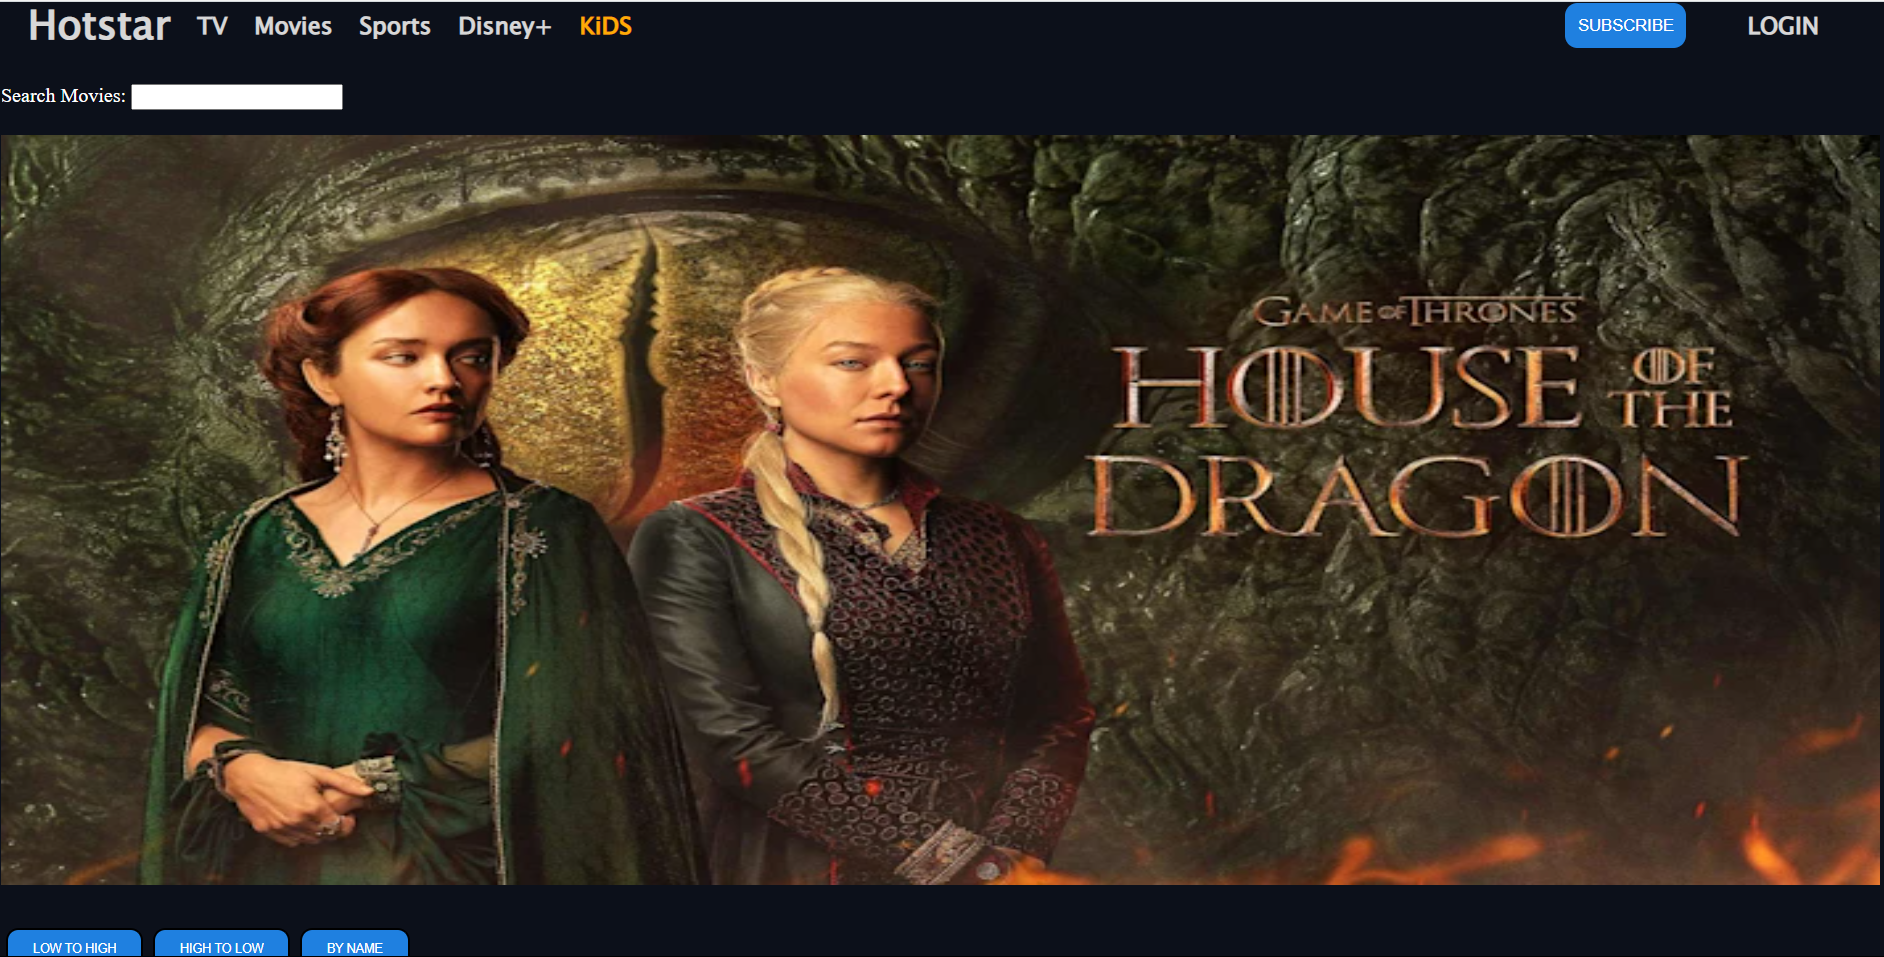 Hotstar TV Movies Sports Disney+ KiDS SUBSCRIBE LOGIN
Search Movies:
GAME OF THRONES
HOUSE OF THE
DRAGON
LOW TO HIGH HIGH TO LOW BY NAME